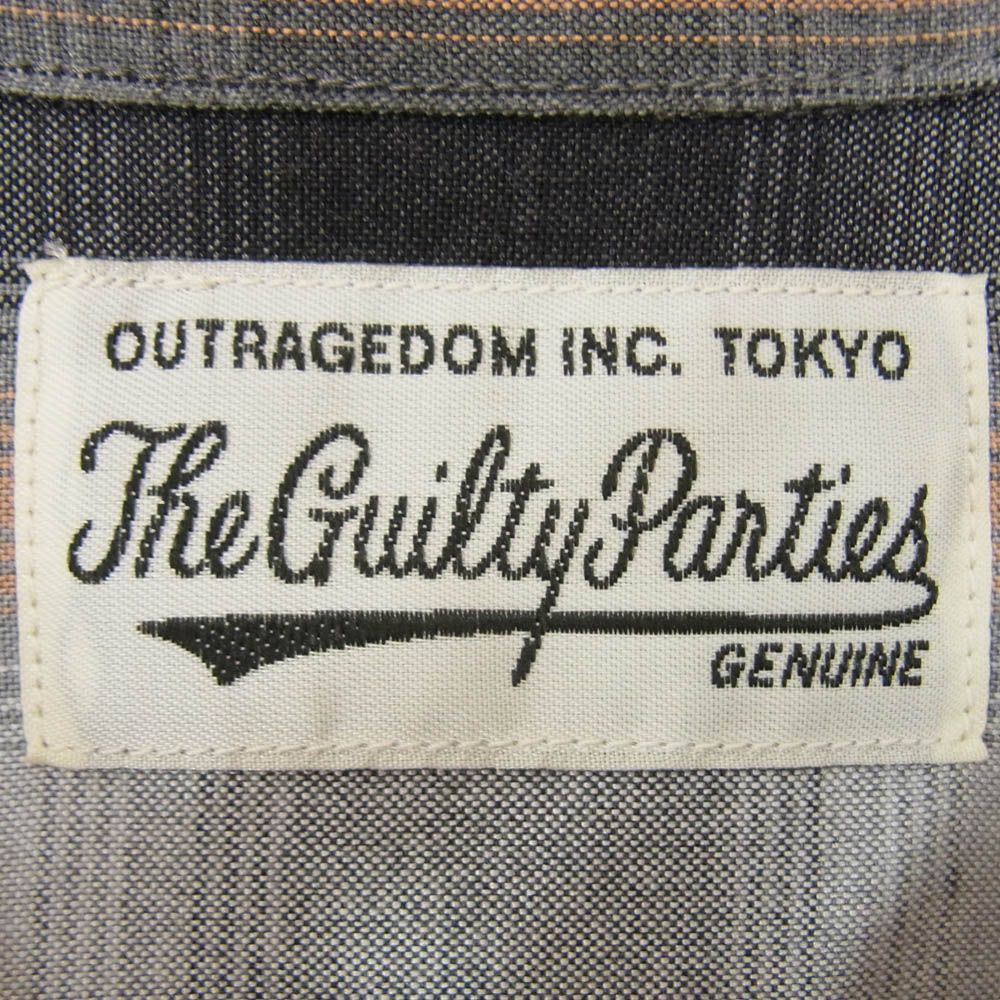 OUTRAGEDOM INC. TOKYO
The Guilty Parties
GENUINE